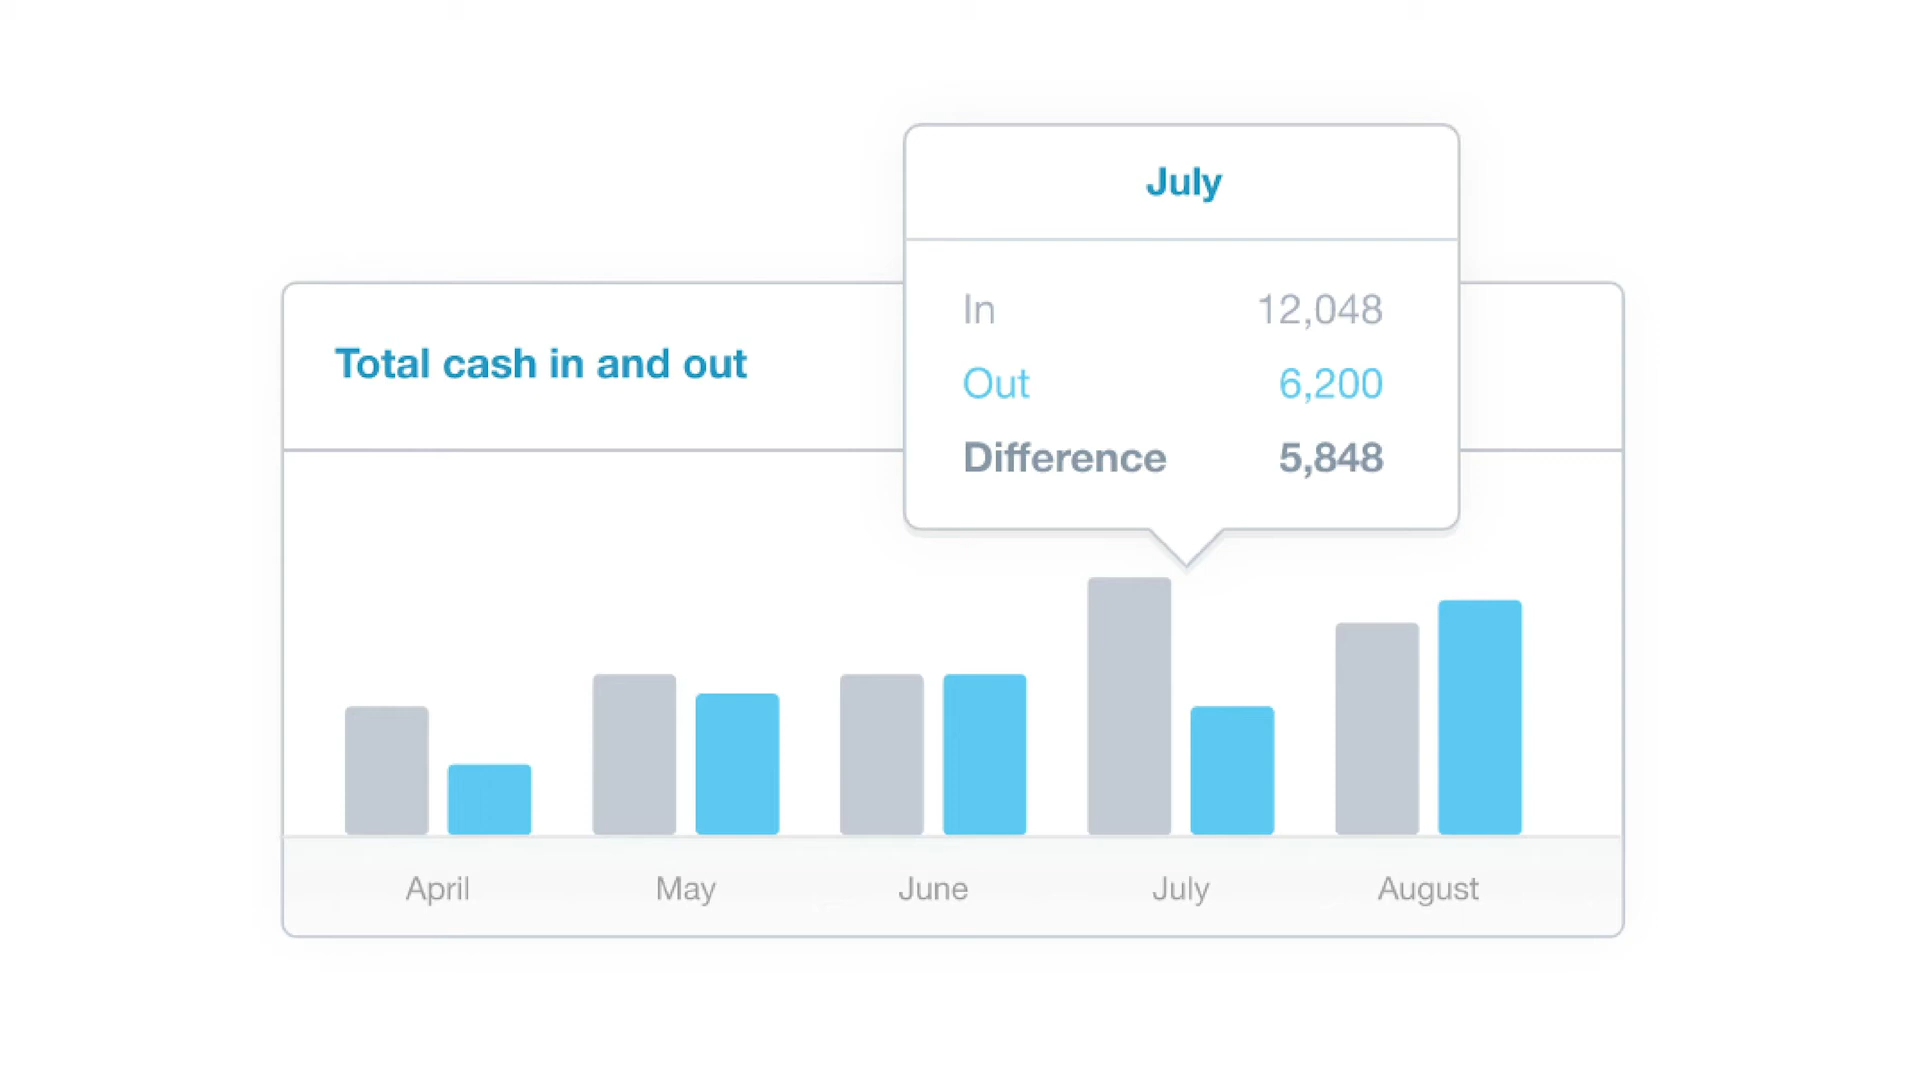 July
In 12,048
Total cash in and out
Out 6,200
Difference 5,848
April May June July August